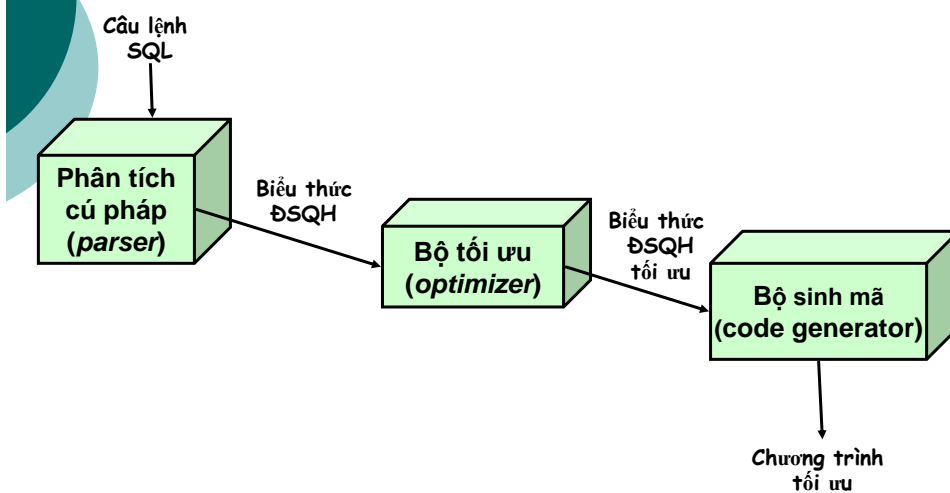 Câu lệnh
SQL
Phân tích
cú pháp
(parser)
Biểu thức
ĐSQH
Bộ tối ưu
(optimizer)
Biểu thức
ĐSQH
tối ưu
Bộ sinh mã
(code generator)
Chương trình
tối ưu